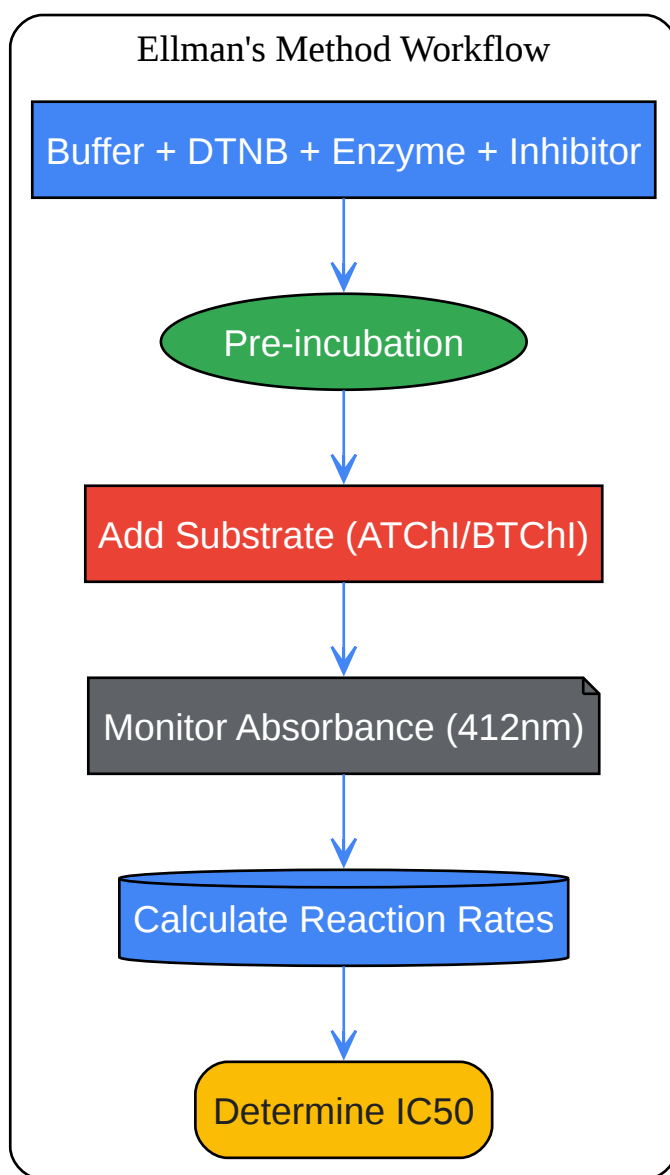 Ellman's Method Workflow
Buffer + DTNB + Enzyme + Inhibitor
Pre-incubation
Add Substrate (ATChI/BTChI)
Monitor Absorbance (412nm)
Calculate Reaction Rates
Determine IC50